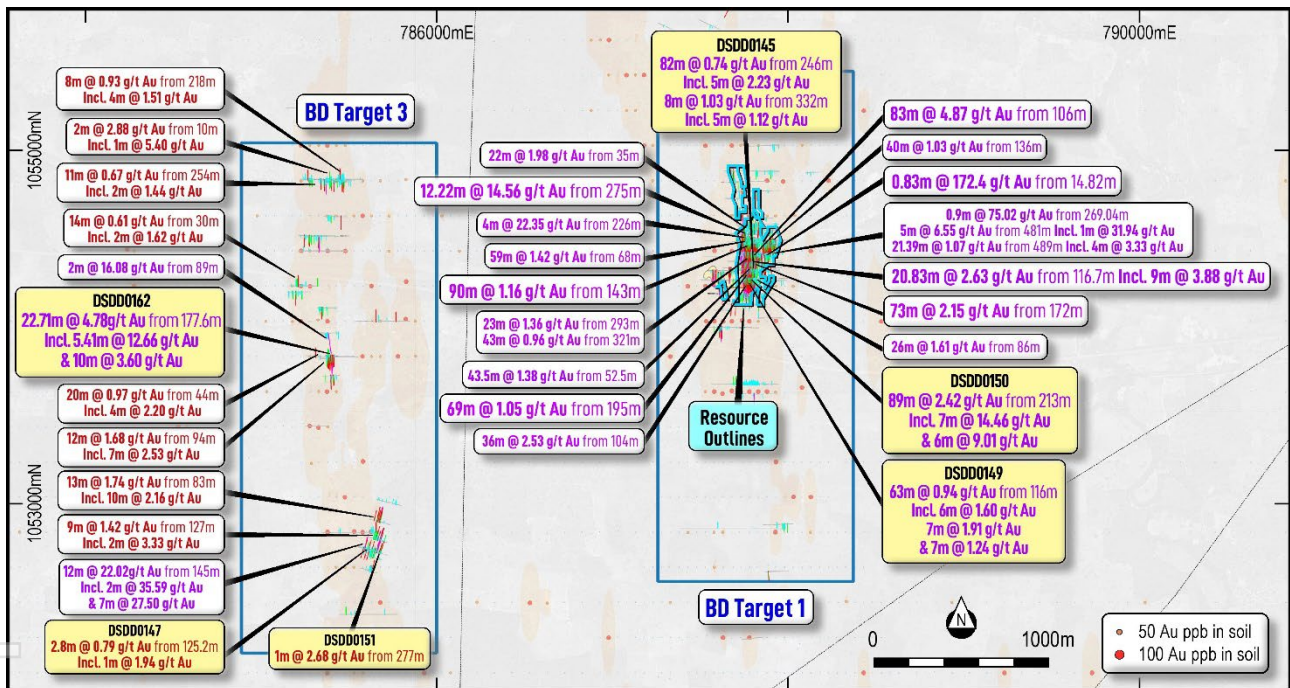 786000mE
790000mE
1055000mN
1053000mN
BD Target 3
8m @ 0.93 g/t Au from 218m
Incl. 4m @ 1.51 g/t Au
2m @ 2.88 g/t Au from 10m
Incl. 1m @ 5.40 g/t Au
11m @ 0.67 g/t Au from 254m
Incl. 2m @ 1.44 g/t Au
14m @ 0.61 g/t Au from 30m
Incl. 2m @ 1.62 g/t Au
2m @ 16.08 g/t Au from 89m
DSDD0162
22.71m @ 4.78g/t Au from 177.6m
Incl. 5.41m @ 12.66 g/t Au
& 10m @ 3.60 g/t Au
20m @ 0.97 g/t Au from 44m
Incl. 4m @ 2.20 g/t Au
12m @ 1.68 g/t Au from 94m
Incl. 7m @ 2.53 g/t Au
13m @ 1.74 g/t Au from 83m
Incl. 10m @ 2.16 g/t Au
9m @ 1.42 g/t Au from 127m
Incl. 2m @ 3.33 g/t Au
12m @ 22.02g/t Au from 145m
Incl. 2m @ 35.59 g/t Au
& 7m @ 27.50 g/t Au
DSDD0147
2.8m @ 0.79 g/t Au from 125.2m
Incl. 1m @ 1.94 g/t Au
DSDD0151
1m @ 2.68 g/t Au from 277m
DSDD0145
82m @ 0.74 g/t Au from 246m
Incl. 5m @ 2.23 g/t Au
8m @ 1.03 g/t Au from 332m
Incl. 5m @ 1.12 g/t Au
22m @ 1.98 g/t Au from 35m
12.22m @ 14.56 g/t Au from 275m
4m @ 22.35 g/t Au from 226m
59m @ 1.42 g/t Au from 68m
90m @ 1.16 g/t Au from 143m
23m @ 1.36 g/t Au from 293m
43m @ 0.96 g/t Au from 321m
43.5m @ 1.38 g/t Au from 52.5m
69m @ 1.05 g/t Au from 195m
36m @ 2.53 g/t Au from 104m
Resource
Outlines
83m @ 4.87 g/t Au from 106m
40m @ 1.03 g/t Au from 136m
0.83m @ 172.4 g/t Au from 14.82m
0.9m @ 75.02 g/t Au from 269.04m
5m @ 6.55 g/t Au from 481m Incl. 1m @ 31.94 g/t Au
21.39m @ 1.07 g/t Au from 489m Incl. 4m @ 3.33 g/t Au
20.83m @ 2.63 g/t Au from 116.7m Incl. 9m @ 3.88 g/t Au
73m @ 2.15 g/t Au from 172m
26m @ 1.61 g/t Au from 86m
DSDD0150
89m @ 2.42 g/t Au from 213m
Incl. 7m @ 14.46 g/t Au
& 6m @ 9.01 g/t Au
DSDD0149
63m @ 0.94 g/t Au from 116m
Incl. 6m @ 1.60 g/t Au
7m @ 1.91 g/t Au
& 7m @ 1.24 g/t Au
BD Target 1
N
0
1000m
50 Au ppb in soil
100 Au ppb in soil